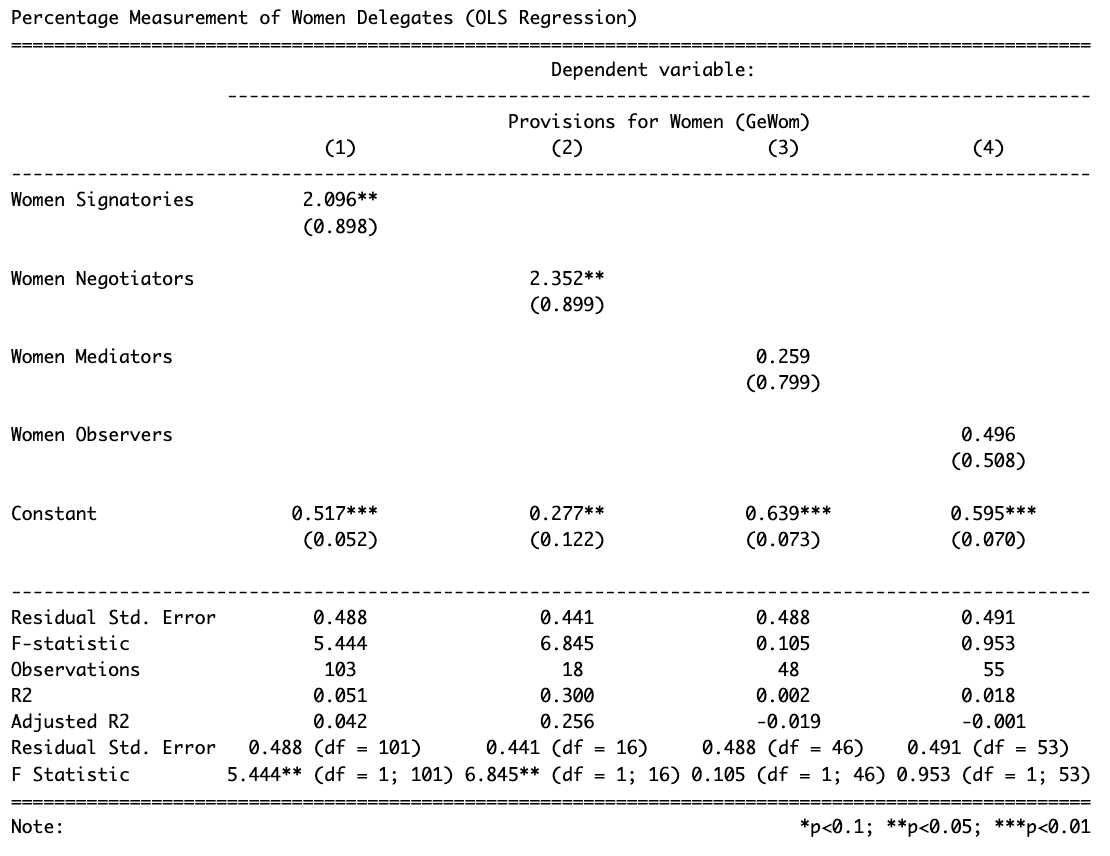 Percentage Measurement of Women Delegates (OLS Regression)
====================================================================================================
Dependent variable:
--------------------------------------------------------------------------------
Provisions for Women (GeWom)
(1) (2) (3) (4)
----------------------------------------------------------------------------------------------------
Women Signatories 2.096**
(0.898)
Women Negotiators 2.352**
(0.899)
Women Mediators 0.259
(0.799)
Women Observers 0.496
(0.508)
Constant 0.517*** 0.277** 0.639*** 0.595***
(0.052) (0.122) (0.073) (0.070)
----------------------------------------------------------------------------------------------------
Residual Std. Error 0.488 0.441 0.488 0.491
F-statistic 5.444 6.845 0.105 0.953
Observations 103 18 48 55
R2 0.051 0.300 0.002 0.018
Adjusted R2 0.042 0.256 -0.019 -0.001
Residual Std. Error 0.488 (df = 101) 0.441 (df = 16) 0.488 (df = 46) 0.491 (df = 53)
F Statistic 5.444** (df = 1; 101) 6.845** (df = 1; 16) 0.105 (df = 1; 46) 0.953 (df = 1; 53)
====================================================================================================
Note: *p<0.1; **p<0.05; ***p<0.01